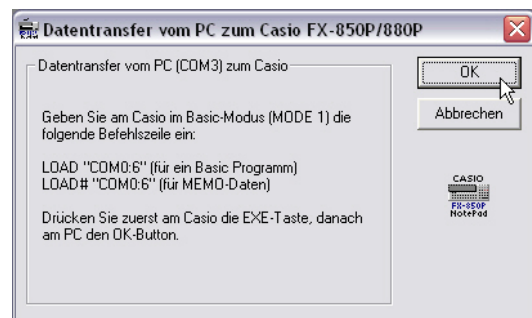 Datentransfer vom PC zum Casio FX-850P/880P
Datentransfer vom PC (COM3) zum Casio
OK
Abbrechen
Geben Sie am Casio im Basic-Modus (MODE 1) die
folgende Befehlszeile ein:
LOAD "COM0:6" (für ein Basic Programm)
LOAD# "COM0:6" (für MEMO-Daten)
Drücken Sie zuerst am Casio die EXE-Taste, danach
am PC den OK-Button.
CASIO
FX-850P
NotePad